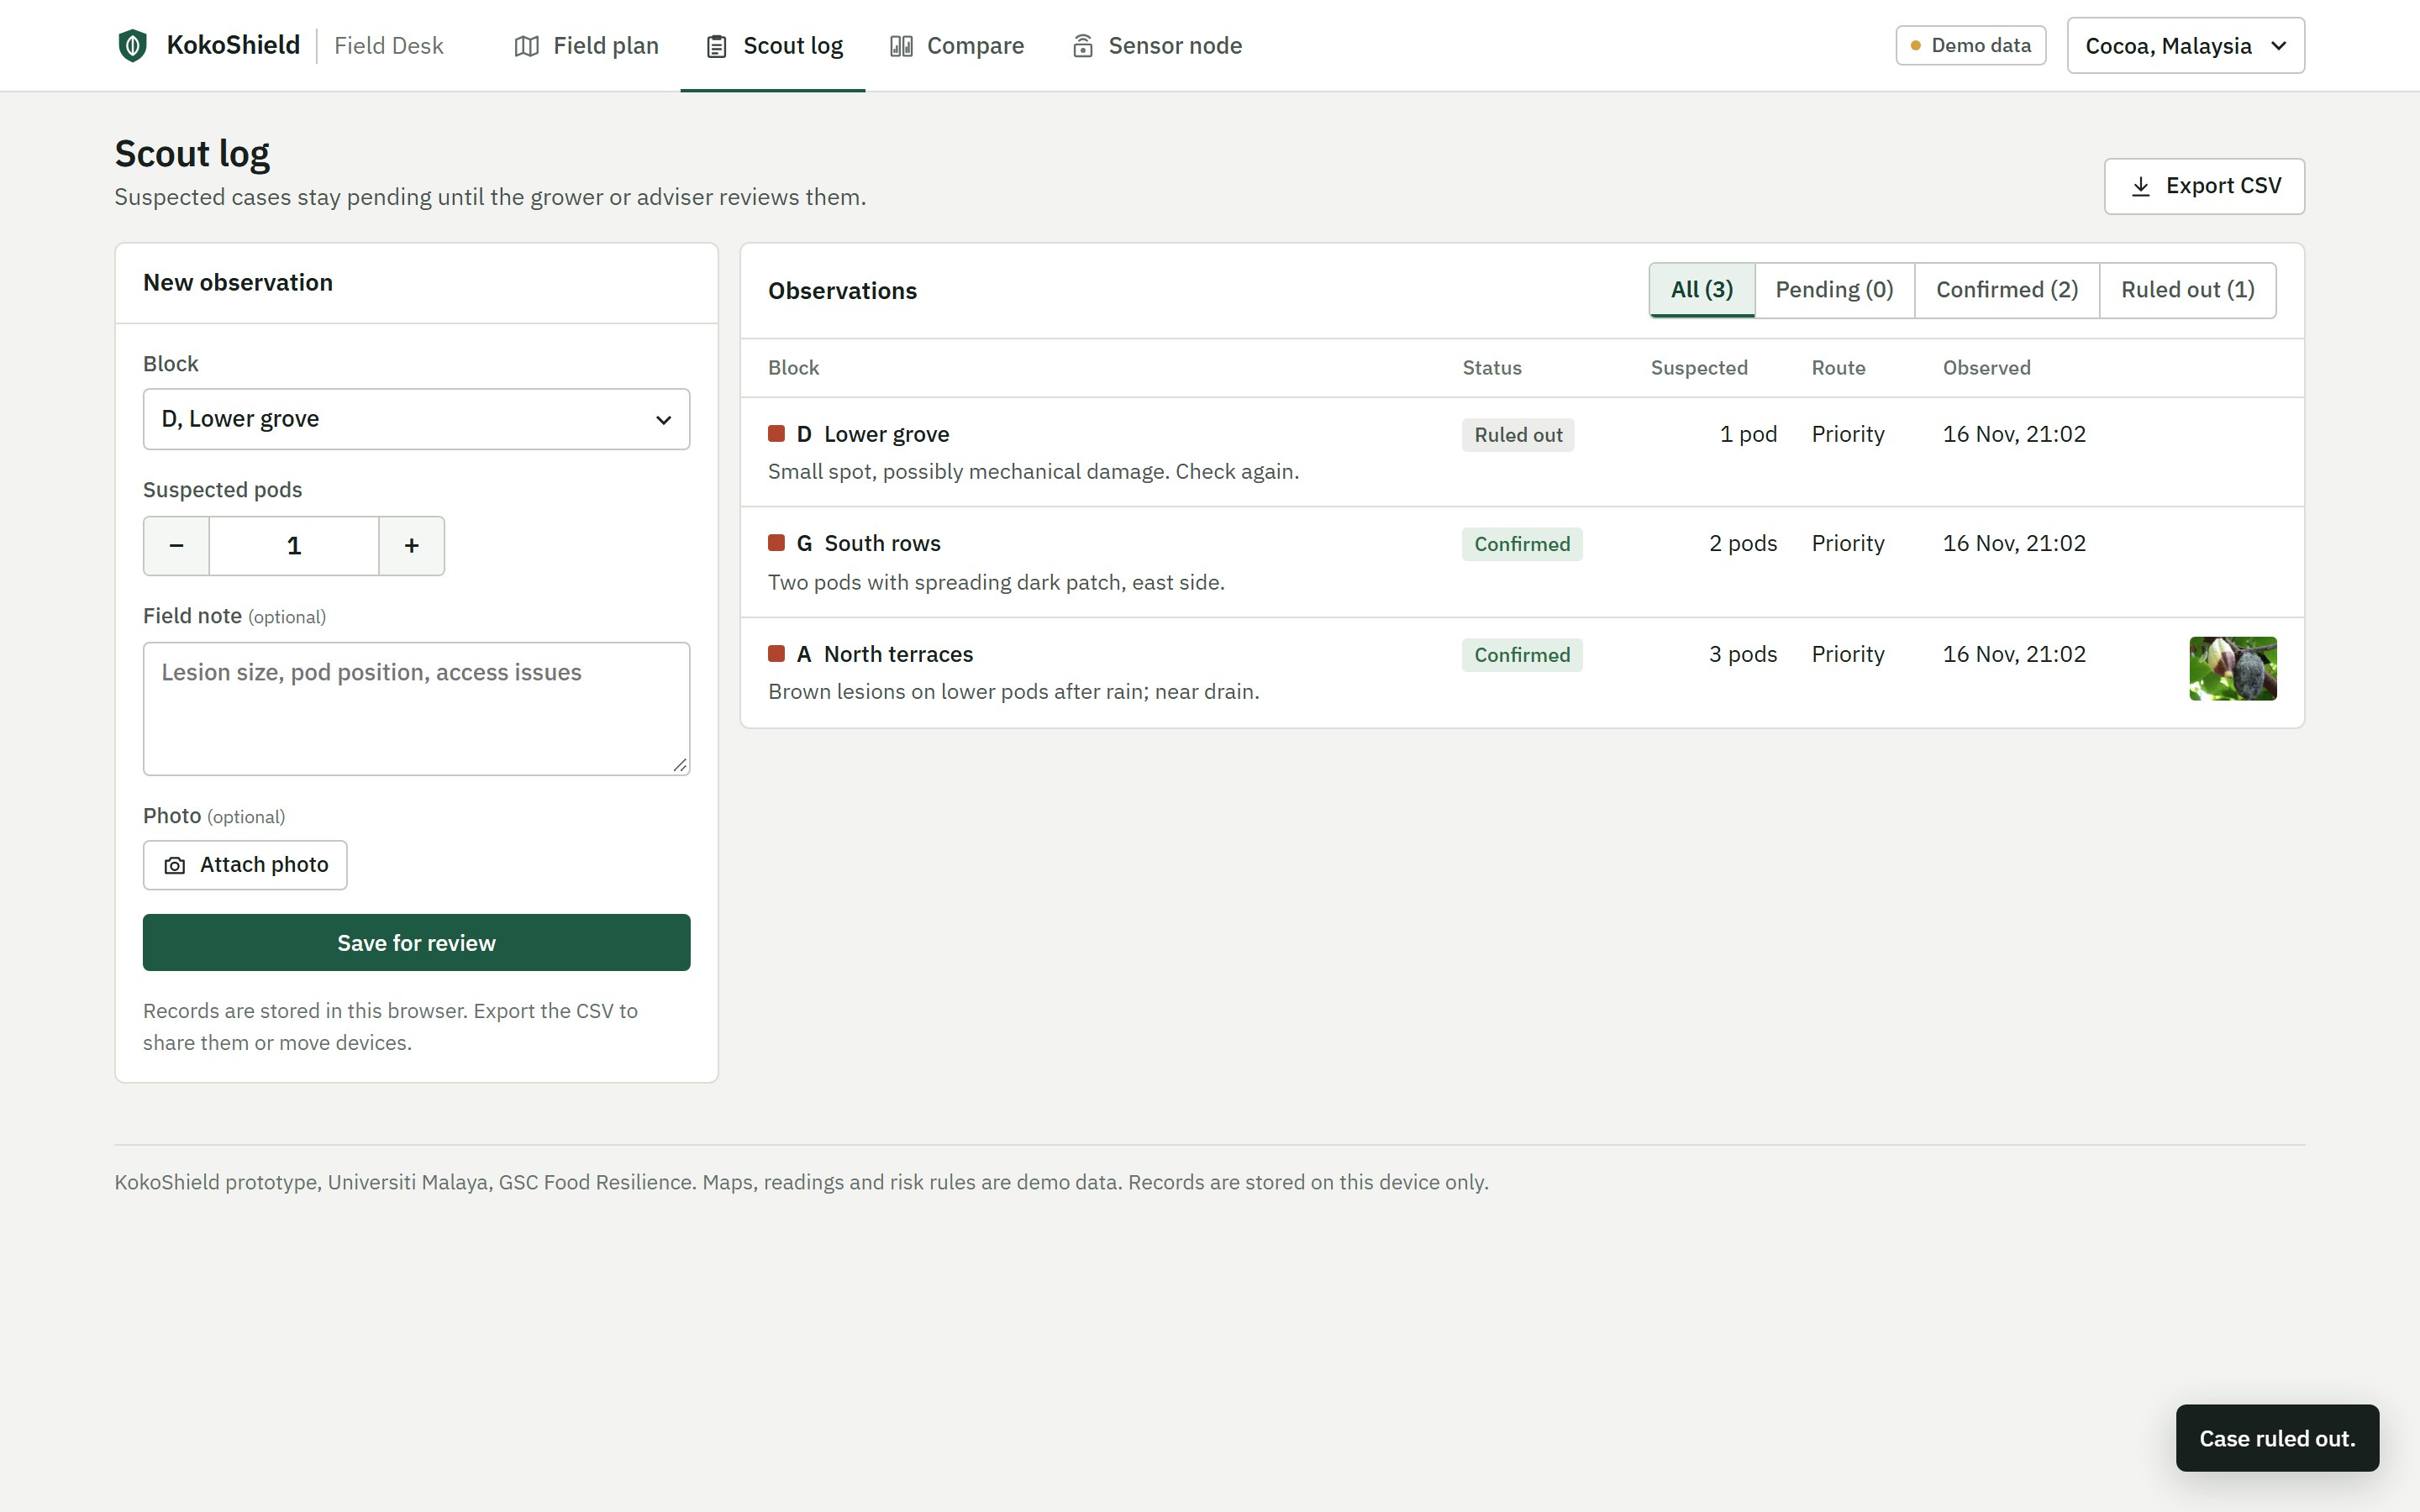 KokoShield Field Desk Field plan Scout log Compare Sensor node Demo data Cocoa, Malaysia
Scout log
Suspected cases stay pending until the grower or adviser reviews them.
Export CSV
New observation
Block
D, Lower grove
Suspected pods
− 1 +
Field note (optional)
Lesion size, pod position, access issues
Photo (optional)
Attach photo
Save for review
Records are stored in this browser. Export the CSV to
share them or move devices.
Observations All (3) Pending (0) Confirmed (2) Ruled out (1)
Block Status Suspected Route Observed
D Lower grove Ruled out 1 pod Priority 16 Nov, 21:02
Small spot, possibly mechanical damage. Check again.
G South rows Confirmed 2 pods Priority 16 Nov, 21:02
Two pods with spreading dark patch, east side.
A North terraces Confirmed 3 pods Priority 16 Nov, 21:02
Brown lesions on lower pods after rain; near drain.
KokoShield prototype, Universiti Malaya, GSC Food Resilience. Maps, readings and risk rules are demo data. Records are stored on this device only.
Case ruled out.